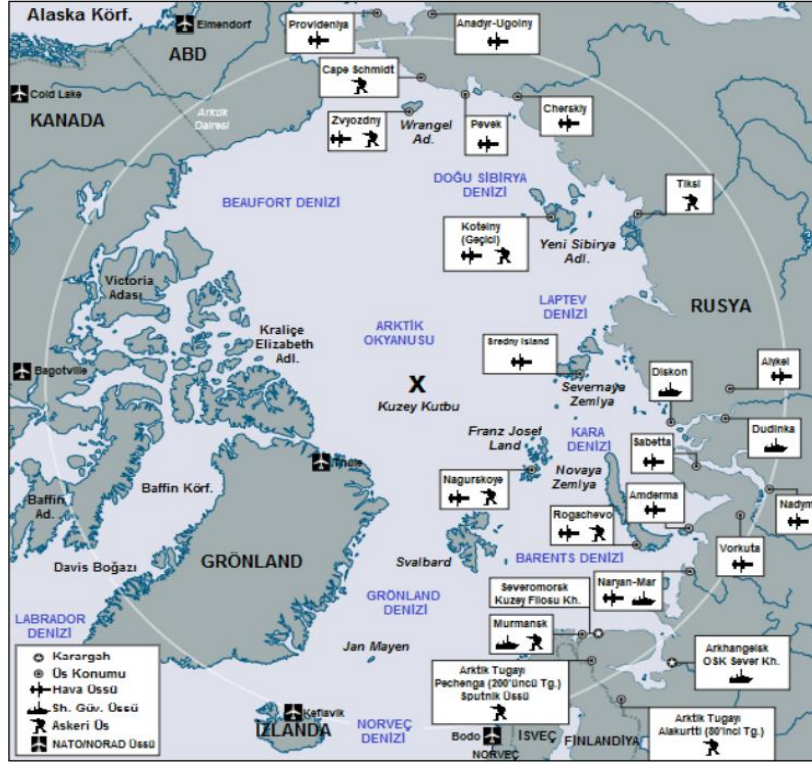 Alaska Körf.
Elmendorf
ABD
Provideniya
Anadyr-Ugolny
Cape Schmidt
Cold Lake
KANADA
Arktik
Dairesi
Zvyozdny
Wrangel
Ad.
Pevek
Cherskiy
BEAUFORT DENİZİ
DOĞU SİBİRYA
DENİZİ
Tiksi
Kotelny
(Geçici)
Yeni Sibirya
Adl.
Victoria
Adası
LAPTEV
DENİZİ
RUSYA
Kraliçe
Elizabeth
Adl.
ARKTİK
OKYANUSU
Sredny Island
Bagotville
X
Kuzey Kutbu
Severnaya
Zemlya
Diskon
Alykel
Dudinka
Franz Josef
Land
KARA
DENİZİ
Sabetta
Thule
Nagurskoye
Novaya
Zemlya
Baffin
Ad.
Baffin Körf.
Amderma
Nadym
Rogachevo
GRÖNLAND
Svalbard
BARENTS DENİZİ
Vorkuta
Davis Boğazı
GRÖNLAND
DENİZİ
Severomorsk
Kuzey Filosu Kh.
Naryan-Mar
LABRADOR
DENİZİ
Murmansk
Jan Mayen
Arkhangelsk
OSK Sever Kh.
Karargah
Üs Konumu
Hava Üssü
Sh. Güv. Üssü
Askeri Üs
NATO/NORAD Üssü
Arktik Tugayı
Pechenga (200'üncü Tg.)
Sputnik Üssü
Keflavik
İZLANDA
NORVEÇ
DENİZİ
Bodo
NORVEÇ
İSVEÇ
FİNLANDİYA
Arktik Tugayı
Alakurtti (80'inci Tg.)